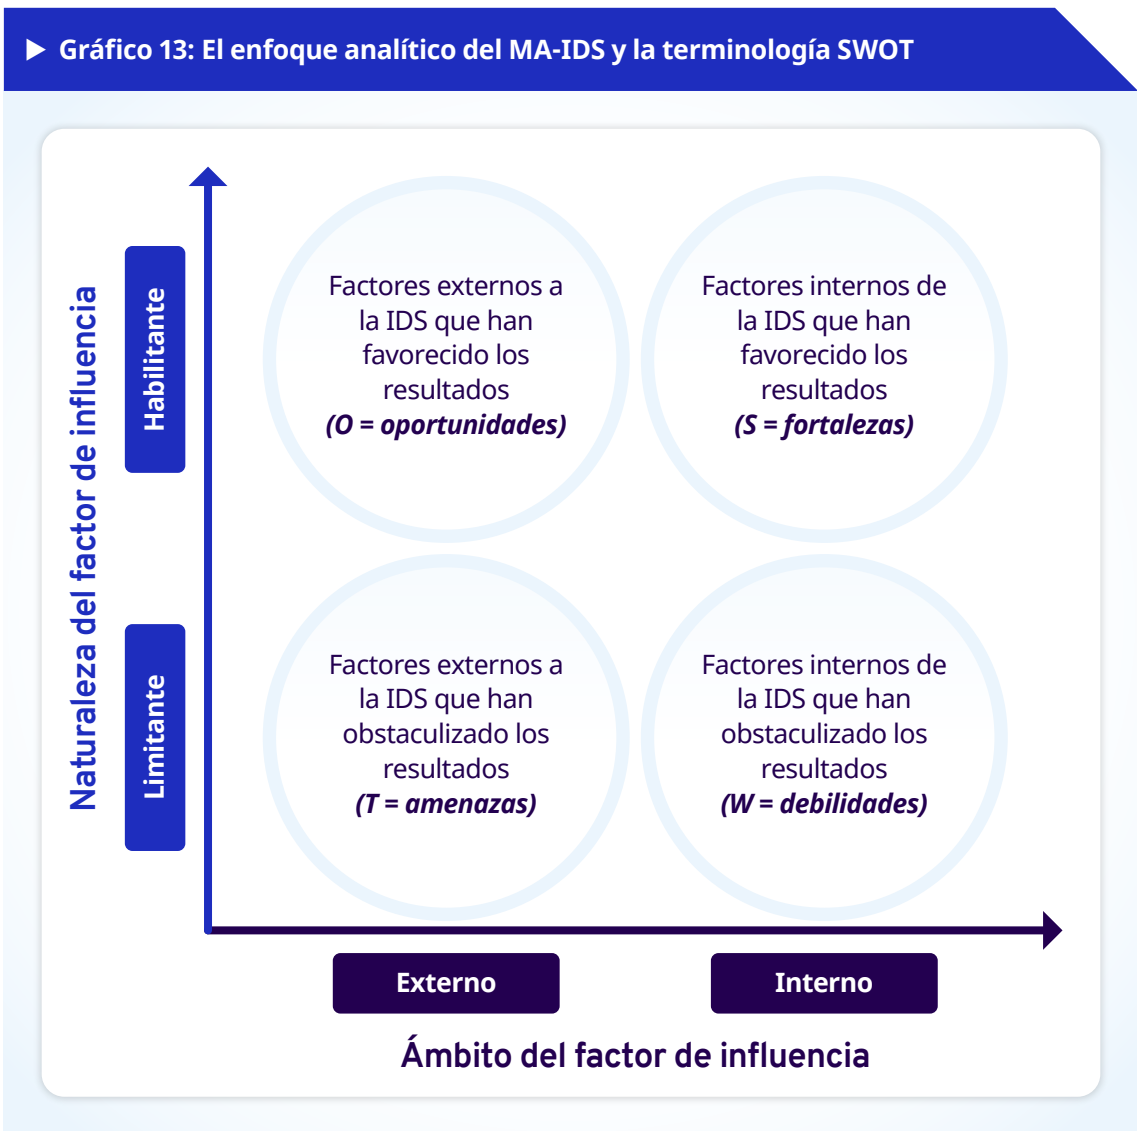 Gráfico 13: El enfoque analítico del MA-IDS y la terminología SWOT
Naturaleza del factor de influencia
Habilitante
Factores externos a
la IDS que han
favorecido los
resultados
(O = oportunidades)
Factores internos de
la IDS que han
favorecido los
resultados
(S = fortalezas)
Limitante
Factores externos a
la IDS que han
obstaculizado los
resultados
(T = amenazas)
Factores internos de
la IDS que han
obstaculizado los
resultados
(W = debilidades)
Externo
Interno
Ámbito del factor de influencia